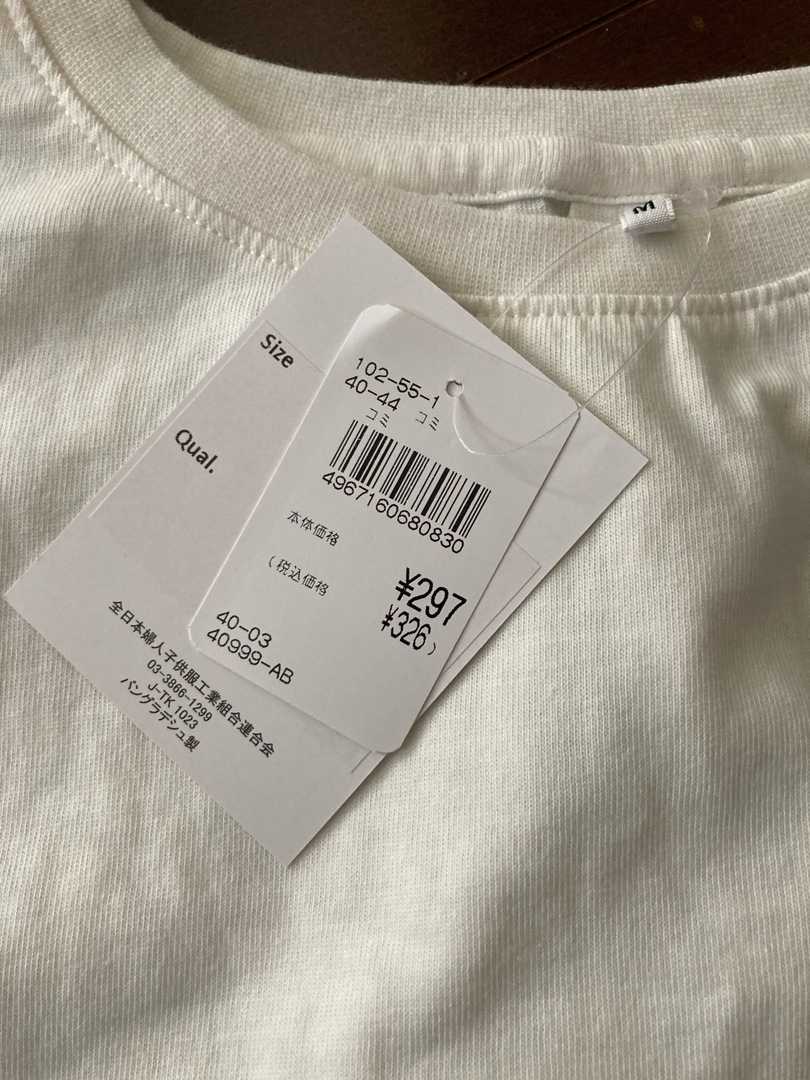 M
Size
Qual.
102-55-1
40-44
コミ コミ
4967160680830
本体価格
¥297
(税込価格
¥326)
40-03
40999-AB
全日本婦人子供服工業組合連合会
03-3866-1299
J-TK 1023
バングラデシュ製